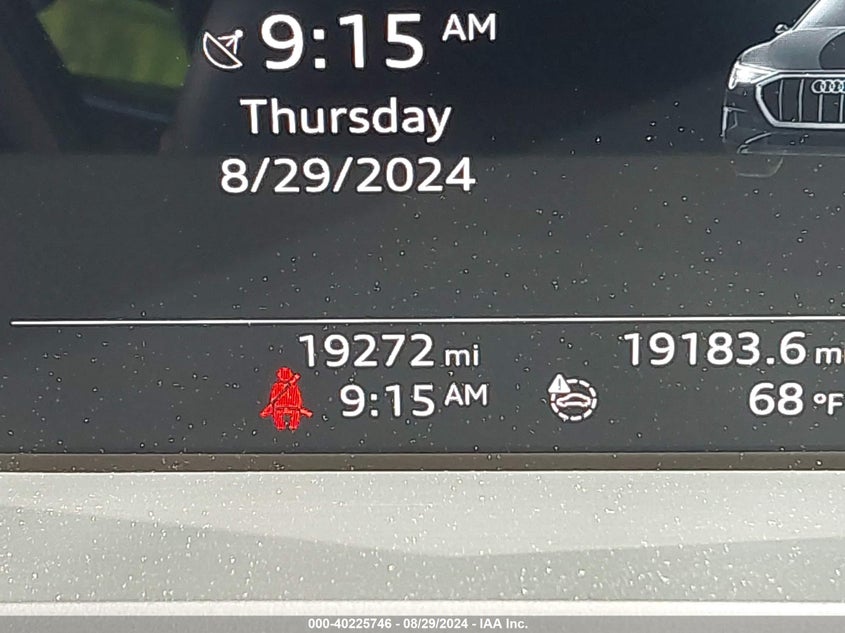 9:15 AM
Thursday
8/29/2024
19272 mi
19183.6 m
9:15 AM
68 °F
000-40225746 - 08/29/2024 - IAA Inc.